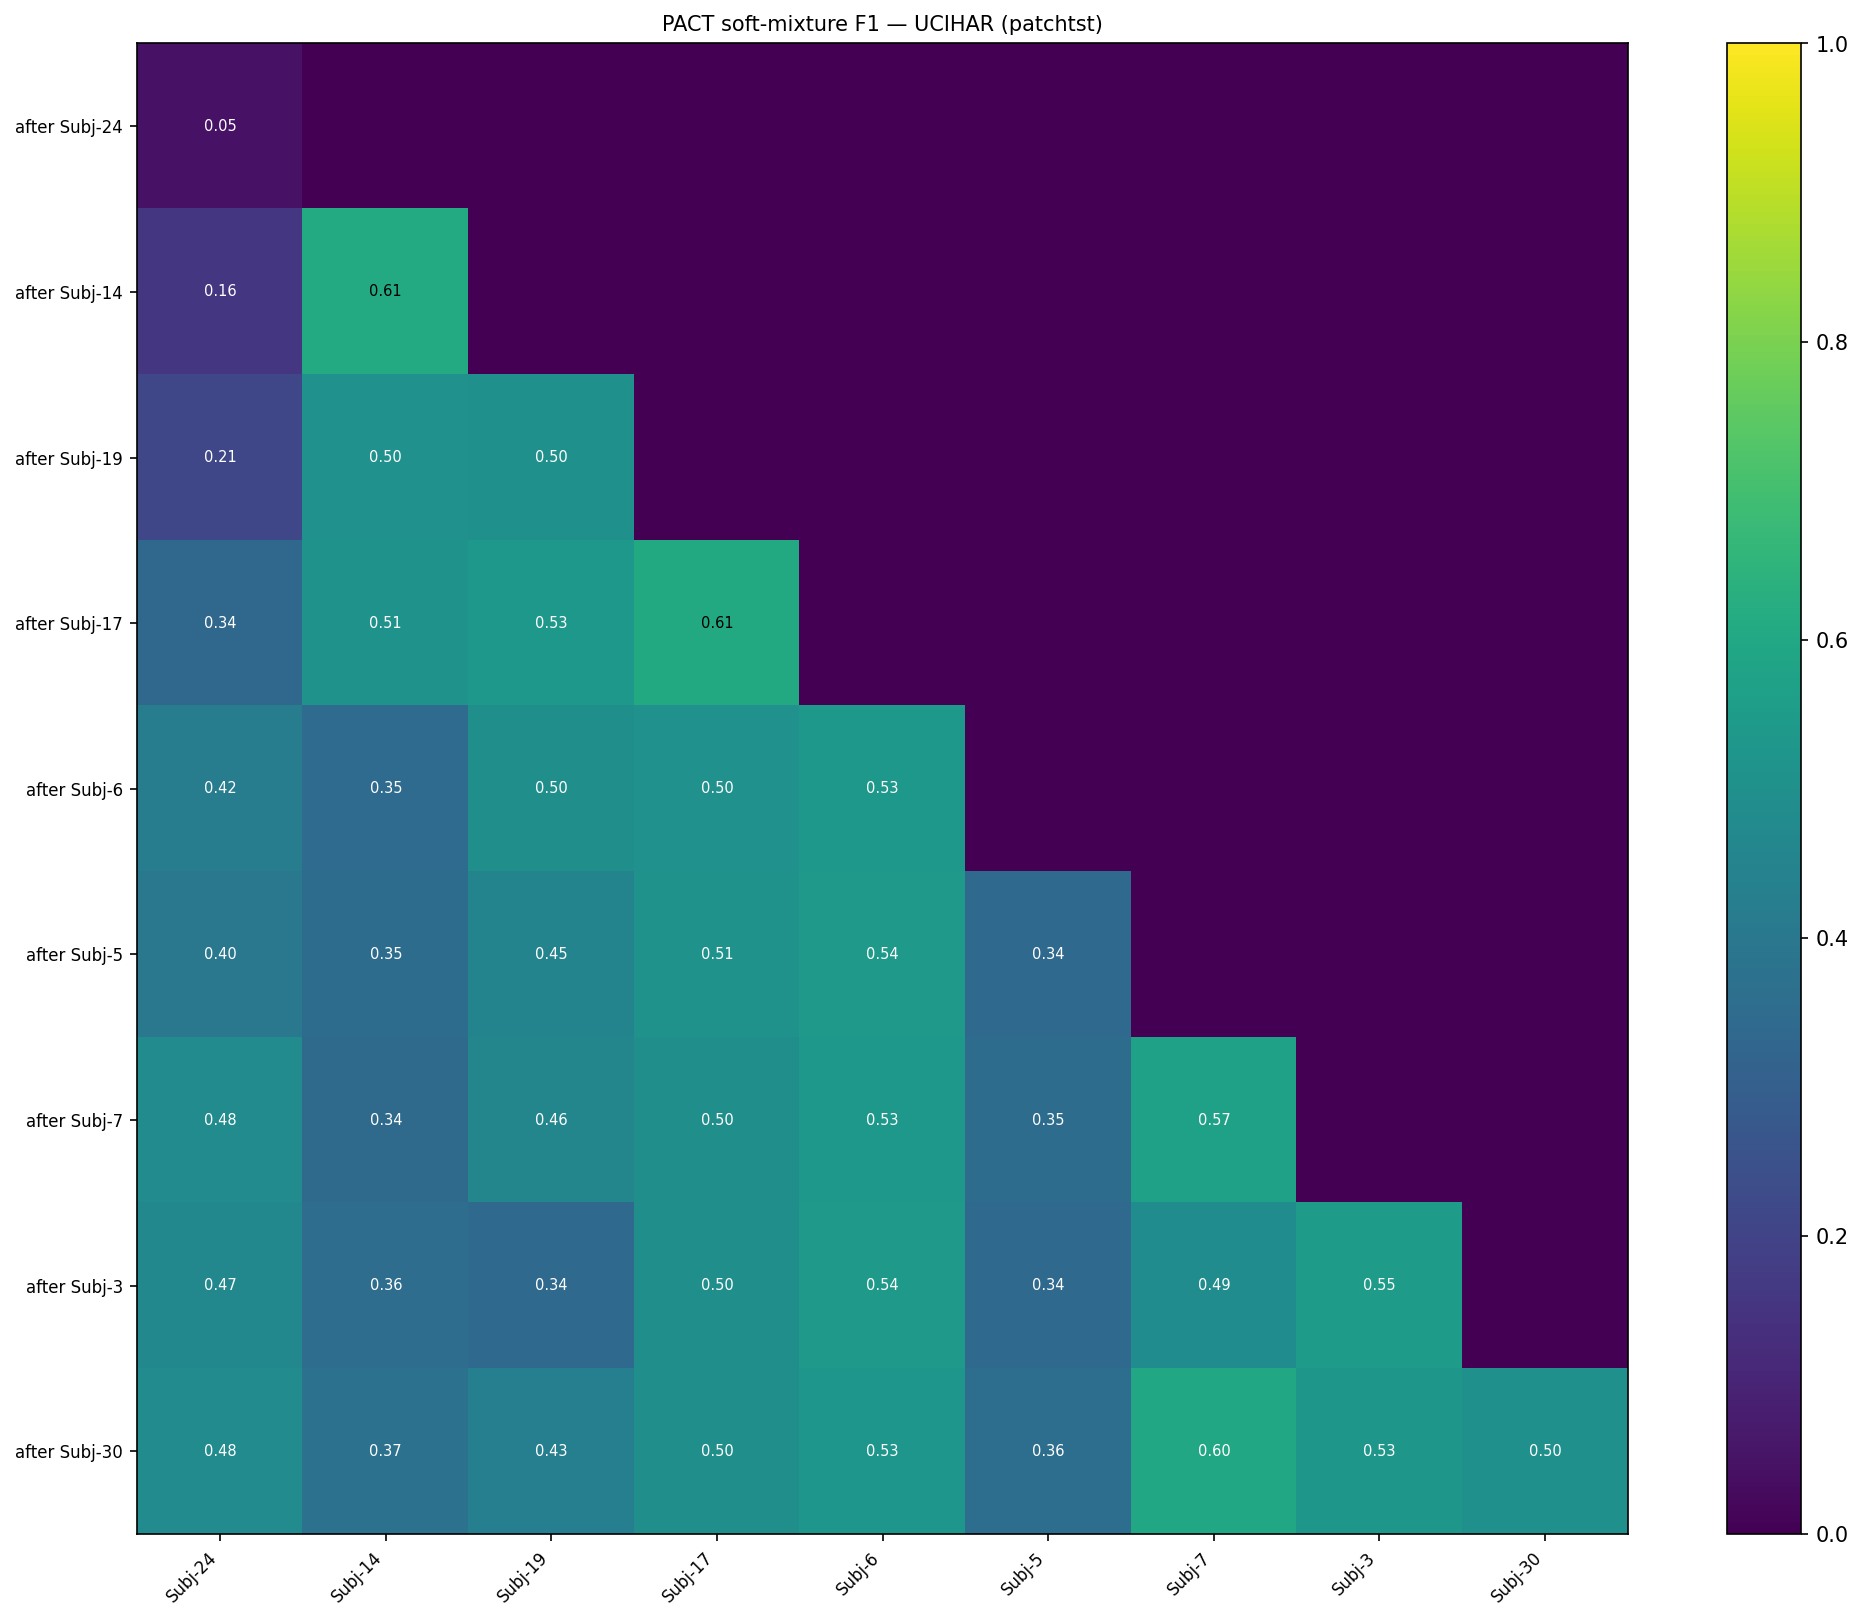 PACT soft-mixture F1 — UCIHAR (patchtst)
1.0
after Subj-24 0.05
after Subj-14 0.16 0.61
0.8
after Subj-19 0.21 0.50 0.50
after Subj-17 0.34 0.51 0.53 0.61
0.6
after Subj-6 0.42 0.35 0.50 0.50 0.53
0.4
after Subj-5 0.40 0.35 0.45 0.51 0.54 0.34
after Subj-7 0.48 0.34 0.46 0.50 0.53 0.35 0.57
0.2
after Subj-3 0.47 0.36 0.34 0.50 0.54 0.34 0.49 0.55
after Subj-30 0.48 0.37 0.43 0.50 0.53 0.36 0.60 0.53 0.50
0.0
Subj-24 Subj-14 Subj-19 Subj-17 Subj-6 Subj-5 Subj-7 Subj-3 Subj-30